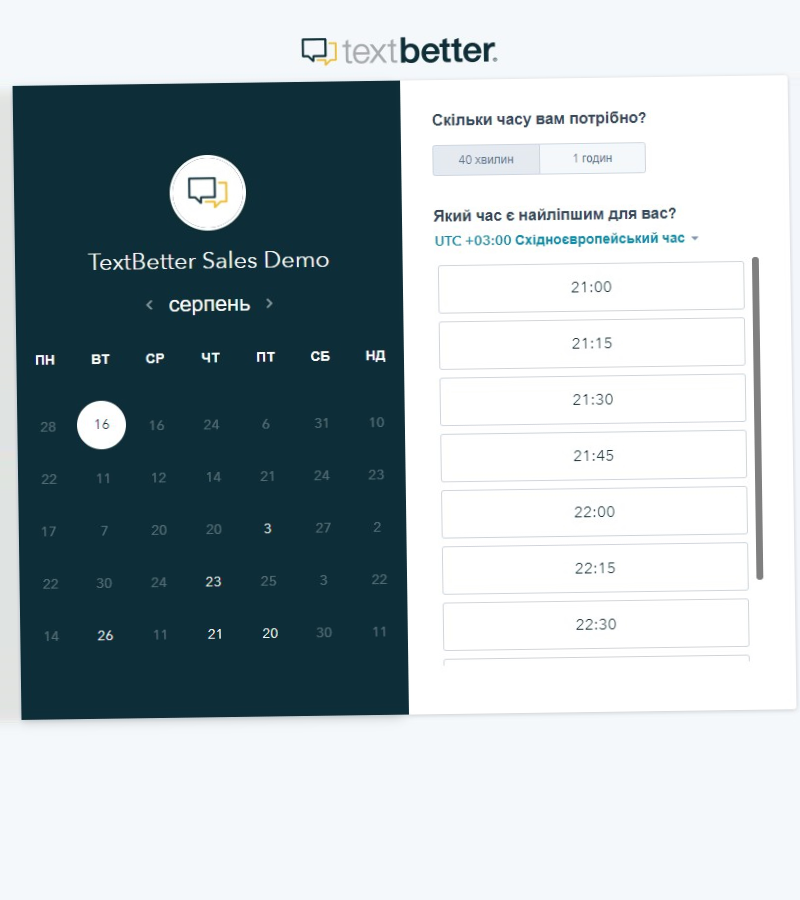 textbetter.
TextBetter Sales Demo
< серпень >
ПН ВТ СР ЧТ ПТ СБ НД
28 16 16 24 6 31 10
22 11 12 14 21 24 23
17 7 20 20 3 27 2
22 30 24 23 25 3 22
14 26 11 21 20 30 11
Скільки часу вам потрібно?
40 хвилин 1 годин
Який час є найліпшим для вас?
UTC +03:00 Східноєвропейський час
21:00
21:15
21:30
21:45
22:00
22:15
22:30